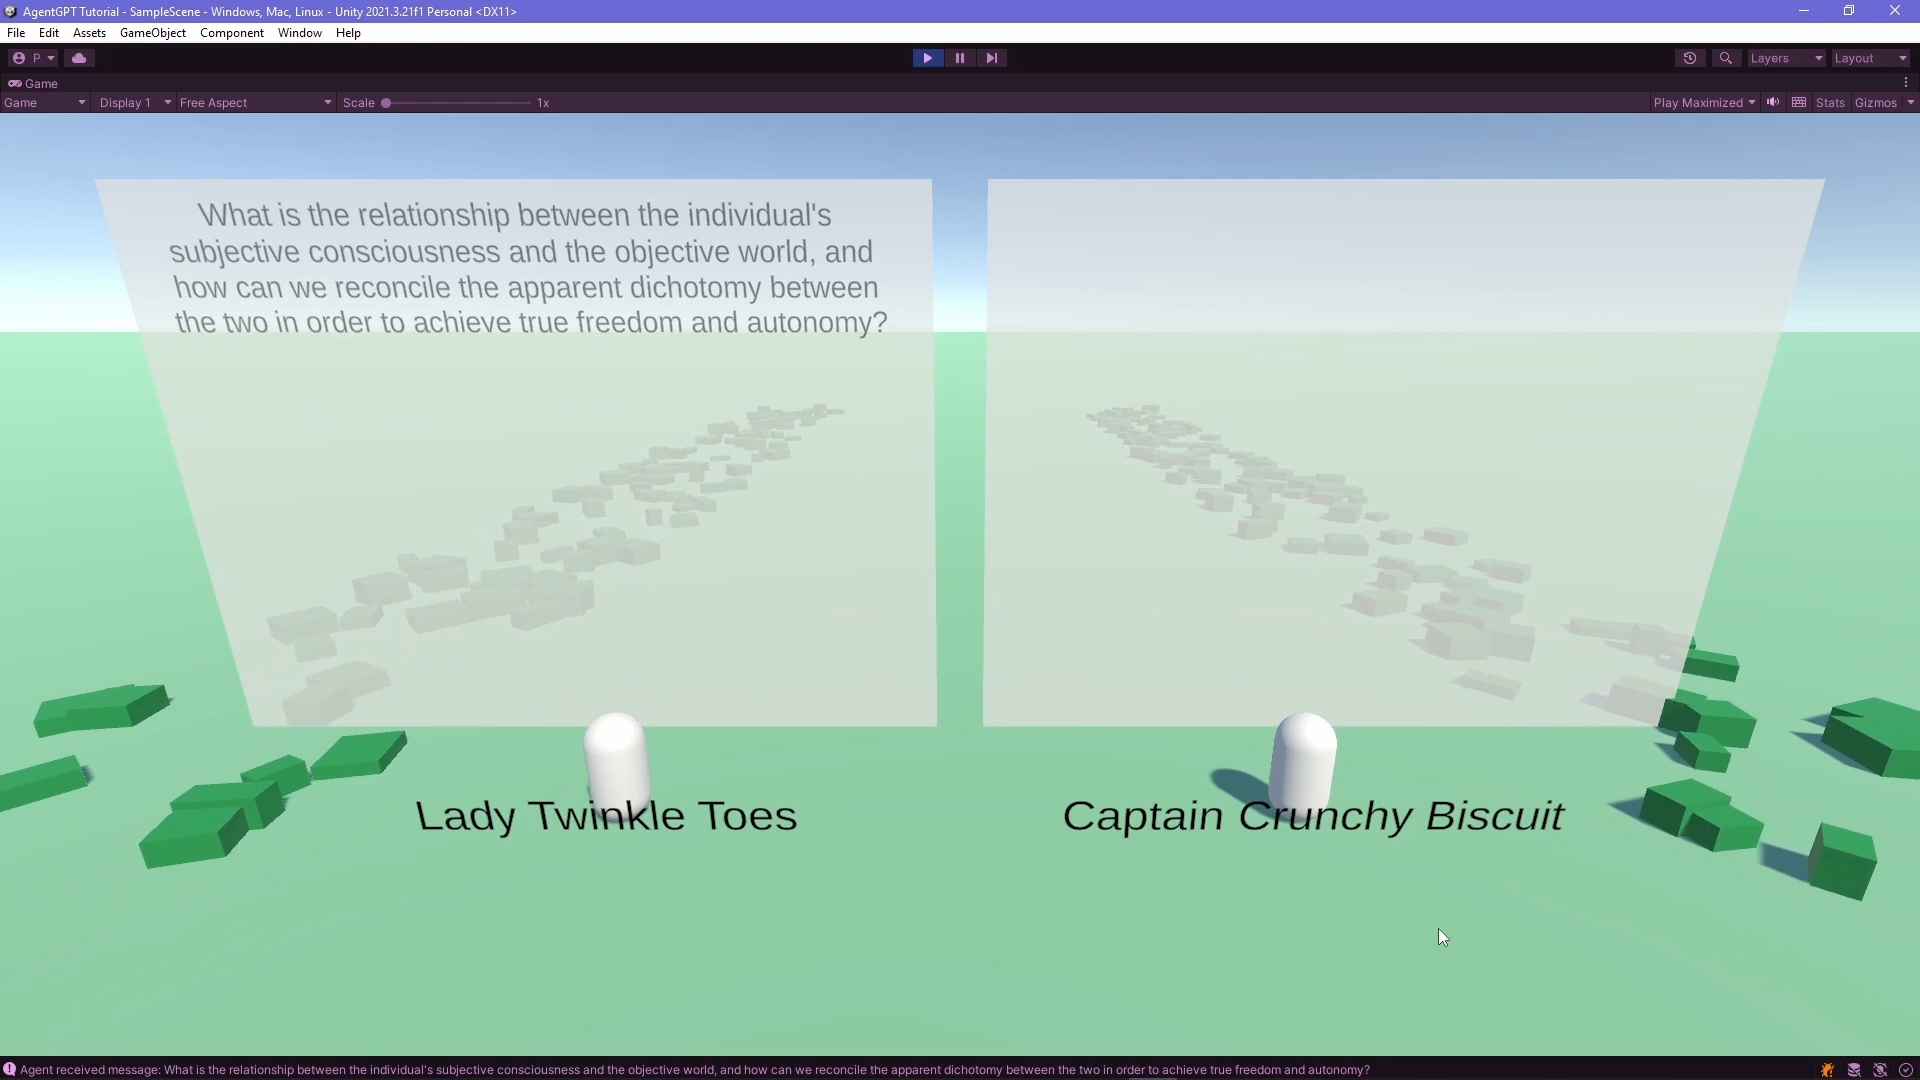 AgentGPT Tutorial - SampleScene - Windows, Mac, Linux - Unity 2021.3.21f1 Personal <DX11>
File Edit Assets GameObject Component Window Help
P Layers Layout
Game
Game Display 1 Free Aspect Scale 1x Play Maximized Stats Gizmos
What is the relationship between the individual's
subjective consciousness and the objective world, and
how can we reconcile the apparent dichotomy between
the two in order to achieve true freedom and autonomy?
Lady Twinkle Toes
Captain Crunchy Biscuit
Agent received message: What is the relationship between the individual's subjective consciousness and the objective world, and how can we reconcile the apparent dichotomy between the two in order to achieve true freedom and autonomy?